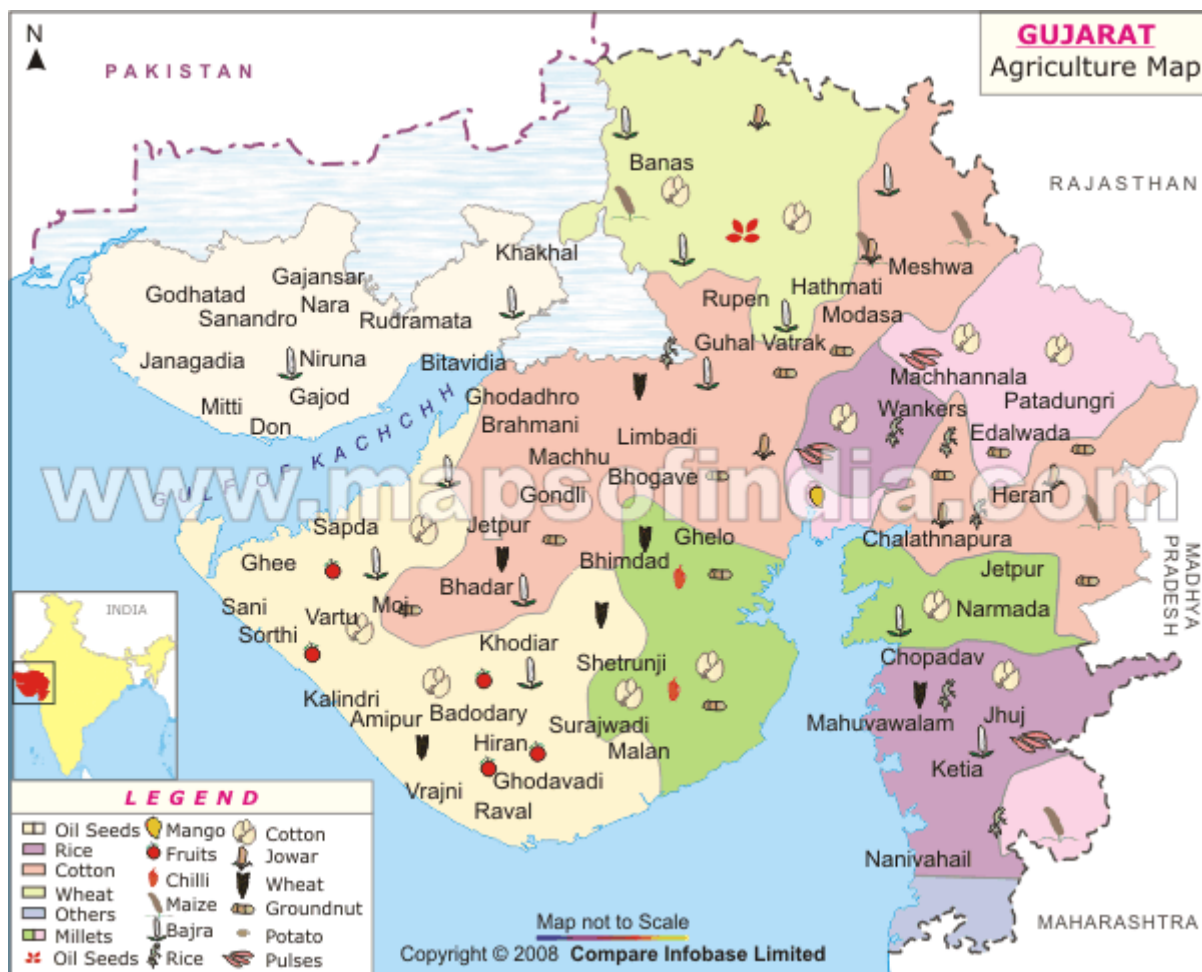 N
GUJARAT
Agriculture Map
PAKISTAN
RAJASTHAN
Banas
Khakhal
Gajansar
Godhatad
Nara
Sanandro
Rudramata
Meshwa
Hathmati
Rupen
Modasa
Guhal Vatrak
Janagadia
Niruna
Bitavidia
Gajod
Mitti
Don
GULF OF KACHCHH
Ghodadhro
Brahmani
Limbadi
Machhu
Bhogave
Gondli
Machhannala
Patadungri
Wankers
Edalwada
www.mapsofindia.com
Heran
Sapda
Jetpur
Ghelo
Chalathnapura
Ghee
Bhimdad
Bhadar
Jetpur
MADHYA
PRADESH
Sani
Vartu
Moj
Narmada
Sorthi
Khodiar
INDIA
Shetrunji
Chopadav
Kalindri
Amipur
Badodary
Surajwadi
Mahuvawalam
Jhuj
Hiran
Malan
Ketia
Vrajni
Ghodavadi
Raval
Nanivahail
MAHARASHTRA
LEGEND
Oil Seeds
Mango
Cotton
Rice
Fruits
Jowar
Cotton
Chilli
Wheat
Wheat
Maize
Groundnut
Others
Bajra
Potato
Millets
Rice
Pulses
Oil Seeds
Map not to Scale
Copyright © 2008 Compare Infobase Limited